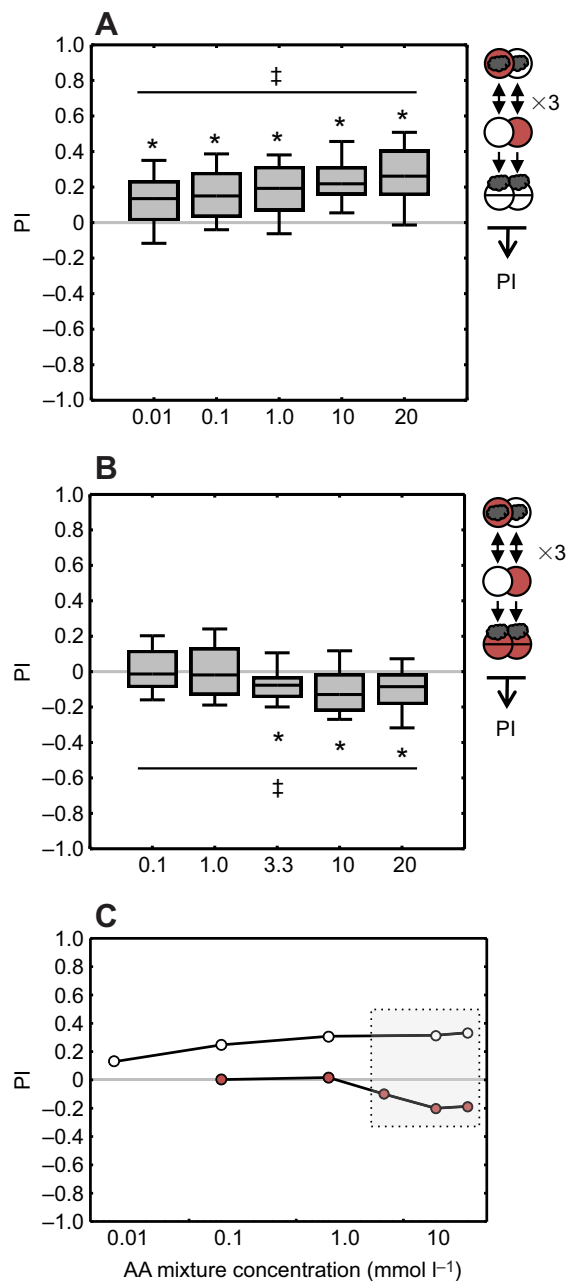 A
1.0
0.8
0.6
0.4
0.2
0
–0.2
–0.4
–0.6
–0.8
–1.0
PI
‡
* * * * *
0.01 0.1 1.0 10 20
×3
PI
B
1.0
0.8
0.6
0.4
0.2
0
–0.2
–0.4
–0.6
–0.8
–1.0
PI
* * *
‡
0.1 1.0 3.3 10 20
×3
PI
C
1.0
0.8
0.6
0.4
0.2
0
–0.2
–0.4
–0.6
–0.8
–1.0
PI
0.01 0.1 1.0 10
AA mixture concentration (mmol l–1)